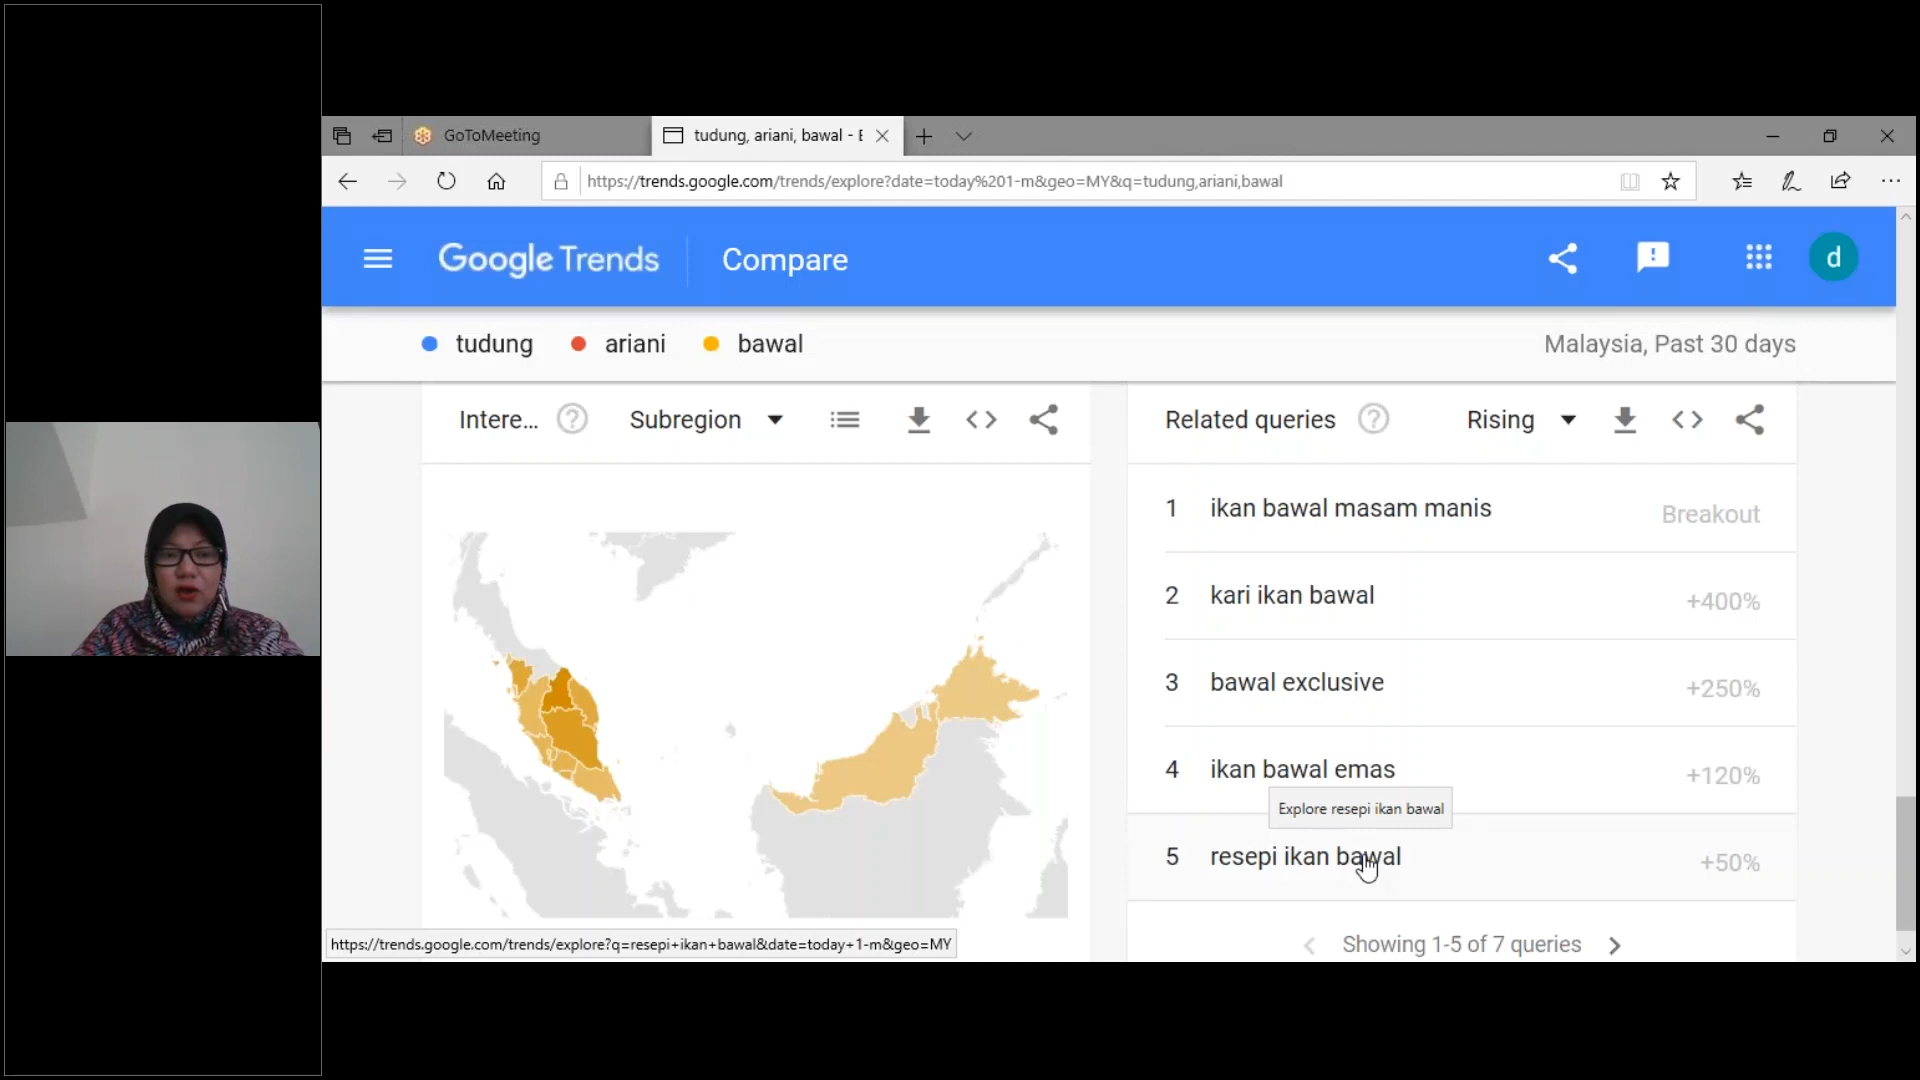 GoToMeeting
tudung, ariani, bawal - E
https://trends.google.com/trends/explore?date=today%201-m&geo=MY&q=tudung,ariani,bawal
Google Trends
Compare
d
tudung
ariani
bawal
Malaysia, Past 30 days
Intere...
Subregion
Related queries
Rising
1 ikan bawal masam manis Breakout
2 kari ikan bawal +400%
3 bawal exclusive +250%
4 ikan bawal emas +120%
Explore resepi ikan bawal
5 resepi ikan bawal +50%
Showing 1-5 of 7 queries
https://trends.google.com/trends/explore?q=resepi+ikan+bawal&date=today+1-m&geo=MY